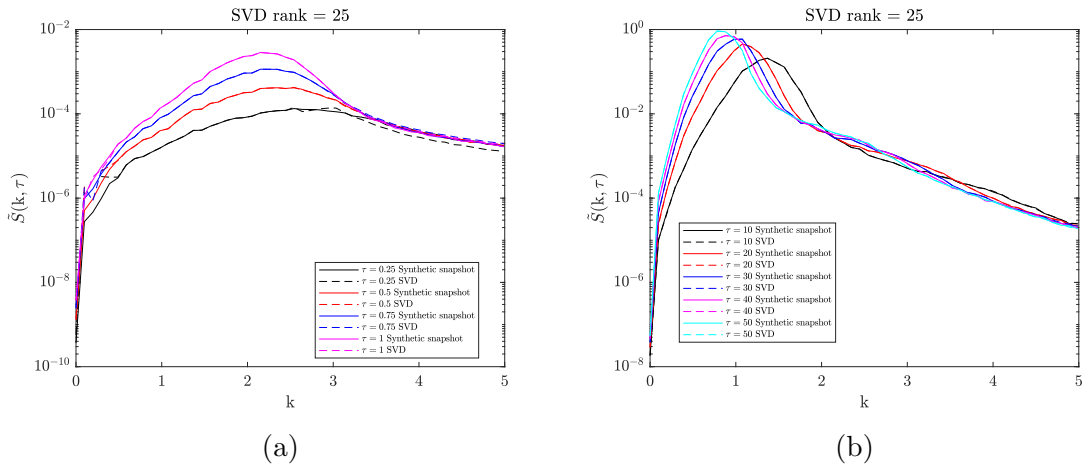 SVD rank = 25
10^{-2}
10^{-4}
10^{-6}
10^{-8}
10^{-10}
S̃(k, τ)
τ = 0.25 Synthetic snapshot
τ = 0.25 SVD
τ = 0.5 Synthetic snapshot
τ = 0.5 SVD
τ = 0.75 Synthetic snapshot
τ = 0.75 SVD
τ = 1 Synthetic snapshot
τ = 1 SVD
0 1 2 3 4 5
k
(a)
SVD rank = 25
10^{0}
10^{-2}
10^{-4}
10^{-6}
10^{-8}
S̃(k, τ)
τ = 10 Synthetic snapshot
τ = 10 SVD
τ = 20 Synthetic snapshot
τ = 20 SVD
τ = 30 Synthetic snapshot
τ = 30 SVD
τ = 40 Synthetic snapshot
τ = 40 SVD
τ = 50 Synthetic snapshot
τ = 50 SVD
0 1 2 3 4 5
k
(b)